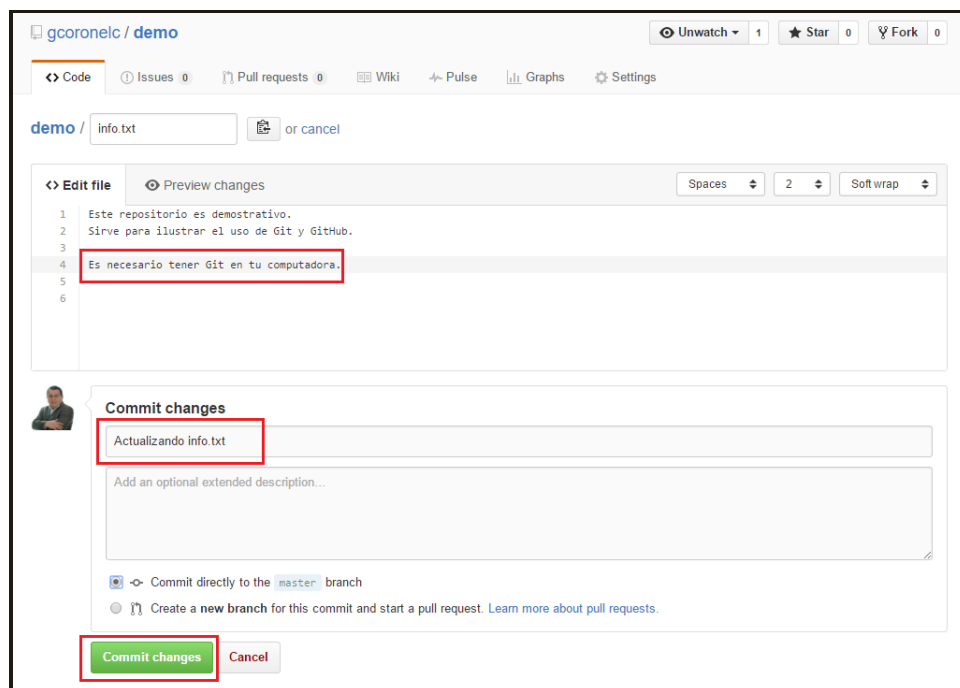 gcoronelc / demo
Unwatch 1 Star 0 Fork 0
Code Issues 0 Pull requests 0 Wiki Pulse Graphs Settings
demo / info.txt or cancel
Edit file Preview changes Spaces 2 Soft wrap
1 Este repositorio es demostrativo.
2 Sirve para ilustrar el uso de Git y GitHub.
3
4 Es necesario tener Git en tu computadora.
5
6
Commit changes
Actualizando info.txt
Add an optional extended description...
Commit directly to the master branch
Create a new branch for this commit and start a pull request. Learn more about pull requests.
Commit changes Cancel